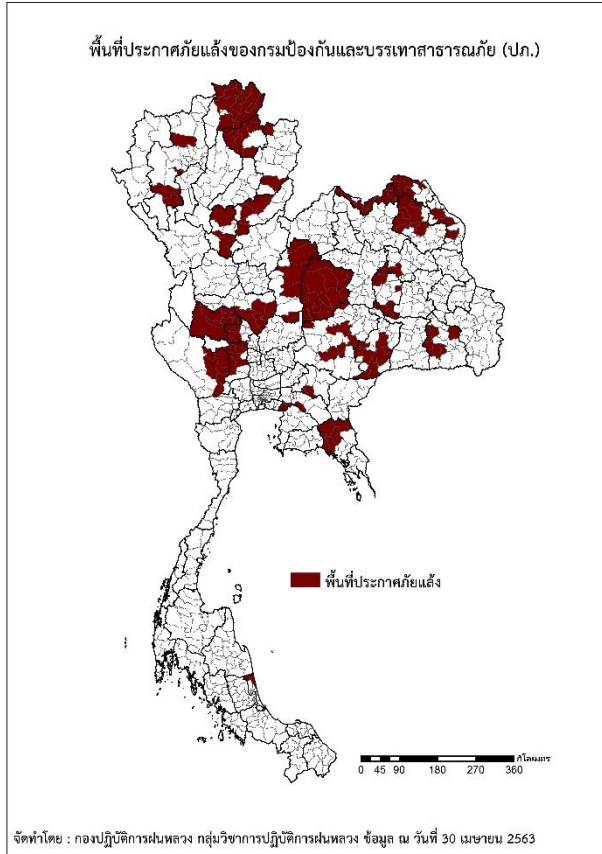 พื้นที่ประกาศภัยแล้งของกรมป้องกันและบรรเทาสาธารณภัย (ปภ.)
พื้นที่ประกาศภัยแล้ง
กิโลเมตร
0 45 90 180 270 360
จัดทำโดย : กองปฏิบัติการฝนหลวง กลุ่มวิชาการปฏิบัติการฝนหลวง ข้อมูล ณ วันที่ 30 เมษายน 2563